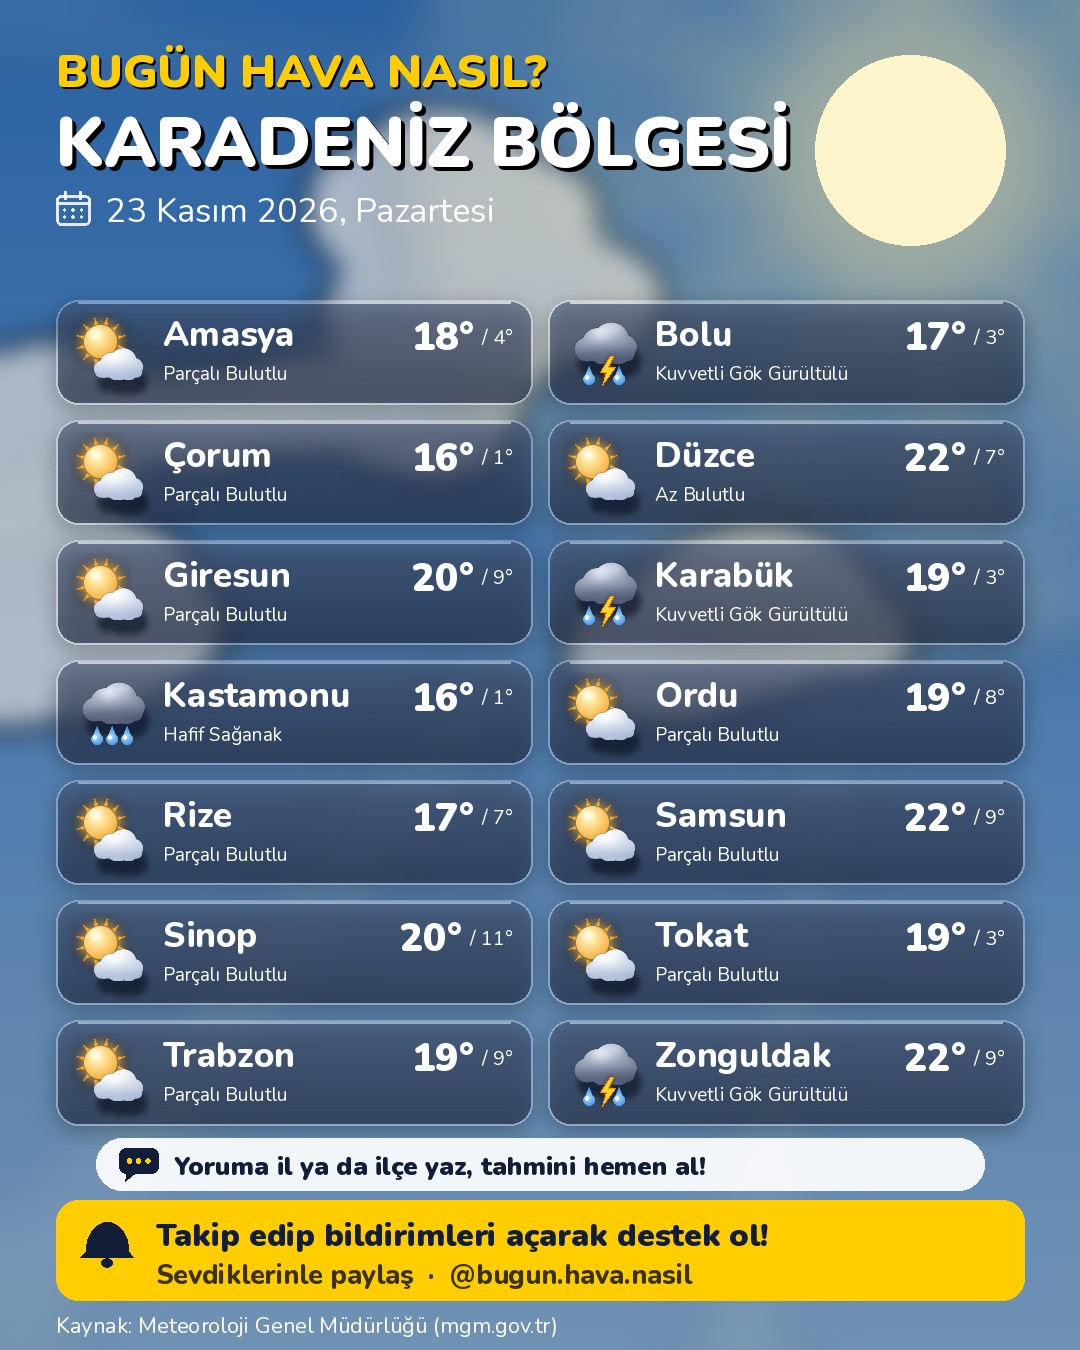 BUGÜN HAVA NASIL?
KARADENİZ BÖLGESİ
23 Kasım 2026, Pazartesi
Amasya 18° / 4°
Parçalı Bulutlu
Bolu 17° / 3°
Kuvvetli Gök Gürültülü
Çorum 16° / 1°
Parçalı Bulutlu
Düzce 22° / 7°
Az Bulutlu
Giresun 20° / 9°
Parçalı Bulutlu
Karabük 19° / 3°
Kuvvetli Gök Gürültülü
Kastamonu 16° / 1°
Hafif Sağanak
Ordu 19° / 8°
Parçalı Bulutlu
Rize 17° / 7°
Parçalı Bulutlu
Samsun 22° / 9°
Parçalı Bulutlu
Sinop 20° / 11°
Parçalı Bulutlu
Tokat 19° / 3°
Parçalı Bulutlu
Trabzon 19° / 9°
Parçalı Bulutlu
Zonguldak 22° / 9°
Kuvvetli Gök Gürültülü
Yoruma il ya da ilçe yaz, tahmini hemen al!
Takip edip bildirimleri açarak destek ol!
Sevdiklerinle paylaş · @bugun.hava.nasil
Kaynak: Meteoroloji Genel Müdürlüğü (mgm.gov.tr)